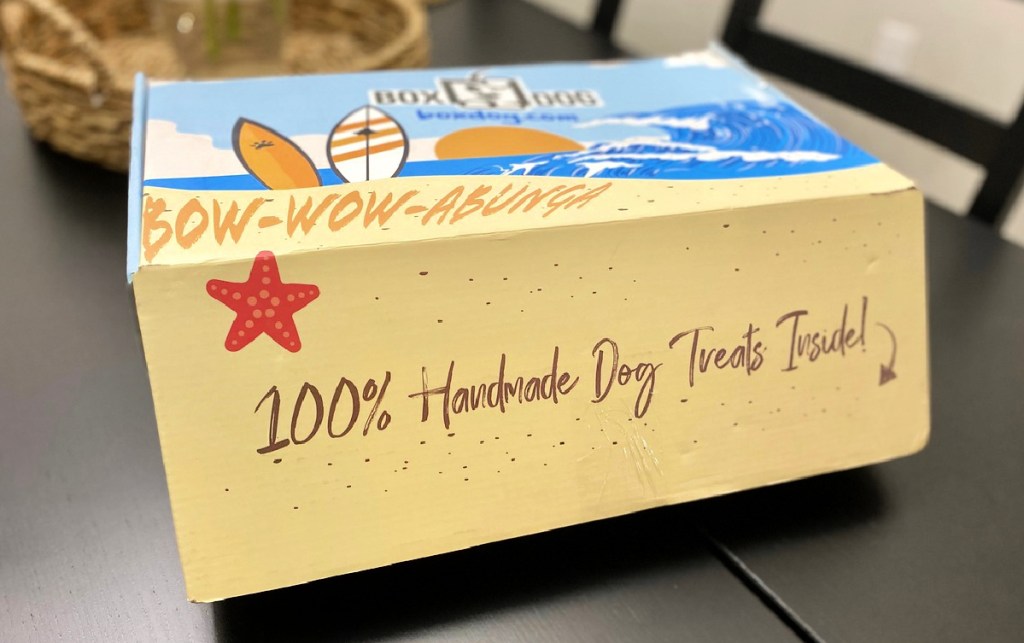 BOX DOG
boxdog.com
BOW-WOW-ABUNGA
100% Handmade Dog Treats Inside!